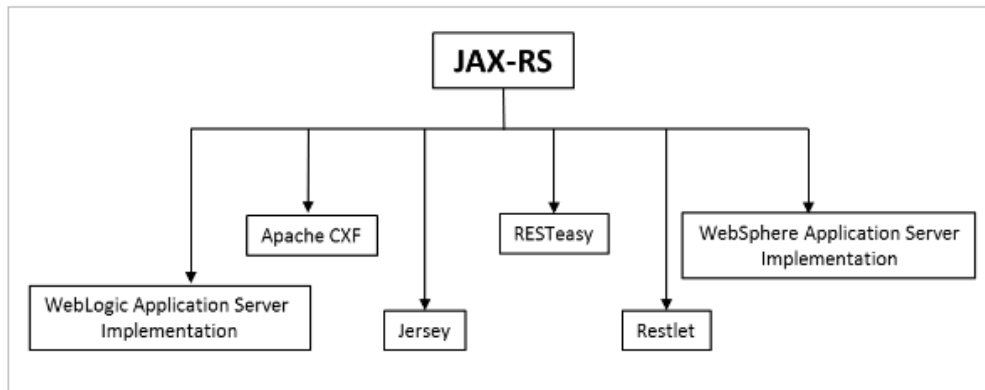 JAX-RS
Apache CXF
RESTeasy
WebSphere Application Server
Implementation
WebLogic Application Server
Implementation
Jersey
Restlet